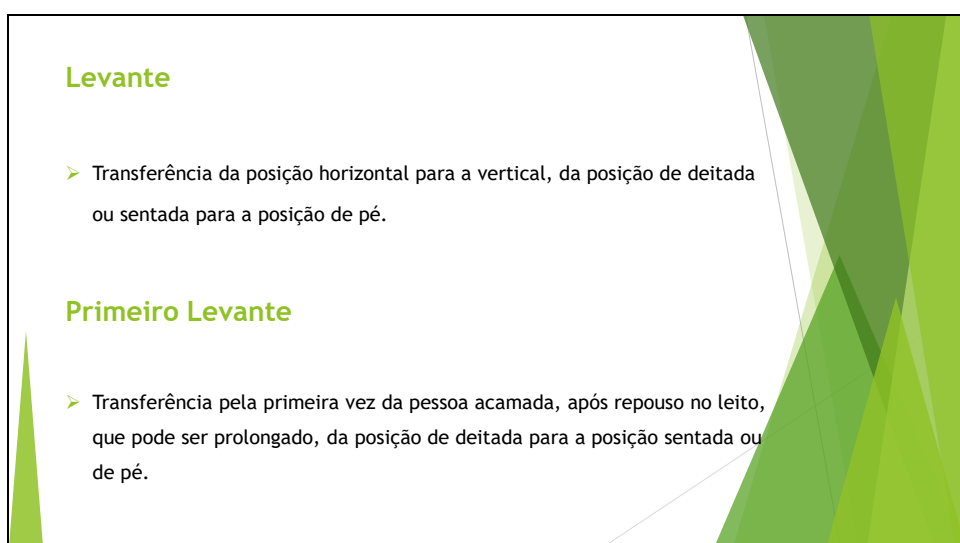 Levante
➢ Transferência da posição horizontal para a vertical, da posição de deitada
ou sentada para a posição de pé.
Primeiro Levante
➢ Transferência pela primeira vez da pessoa acamada, após repouso no leito,
que pode ser prolongado, da posição de deitada para a posição sentada ou
de pé.